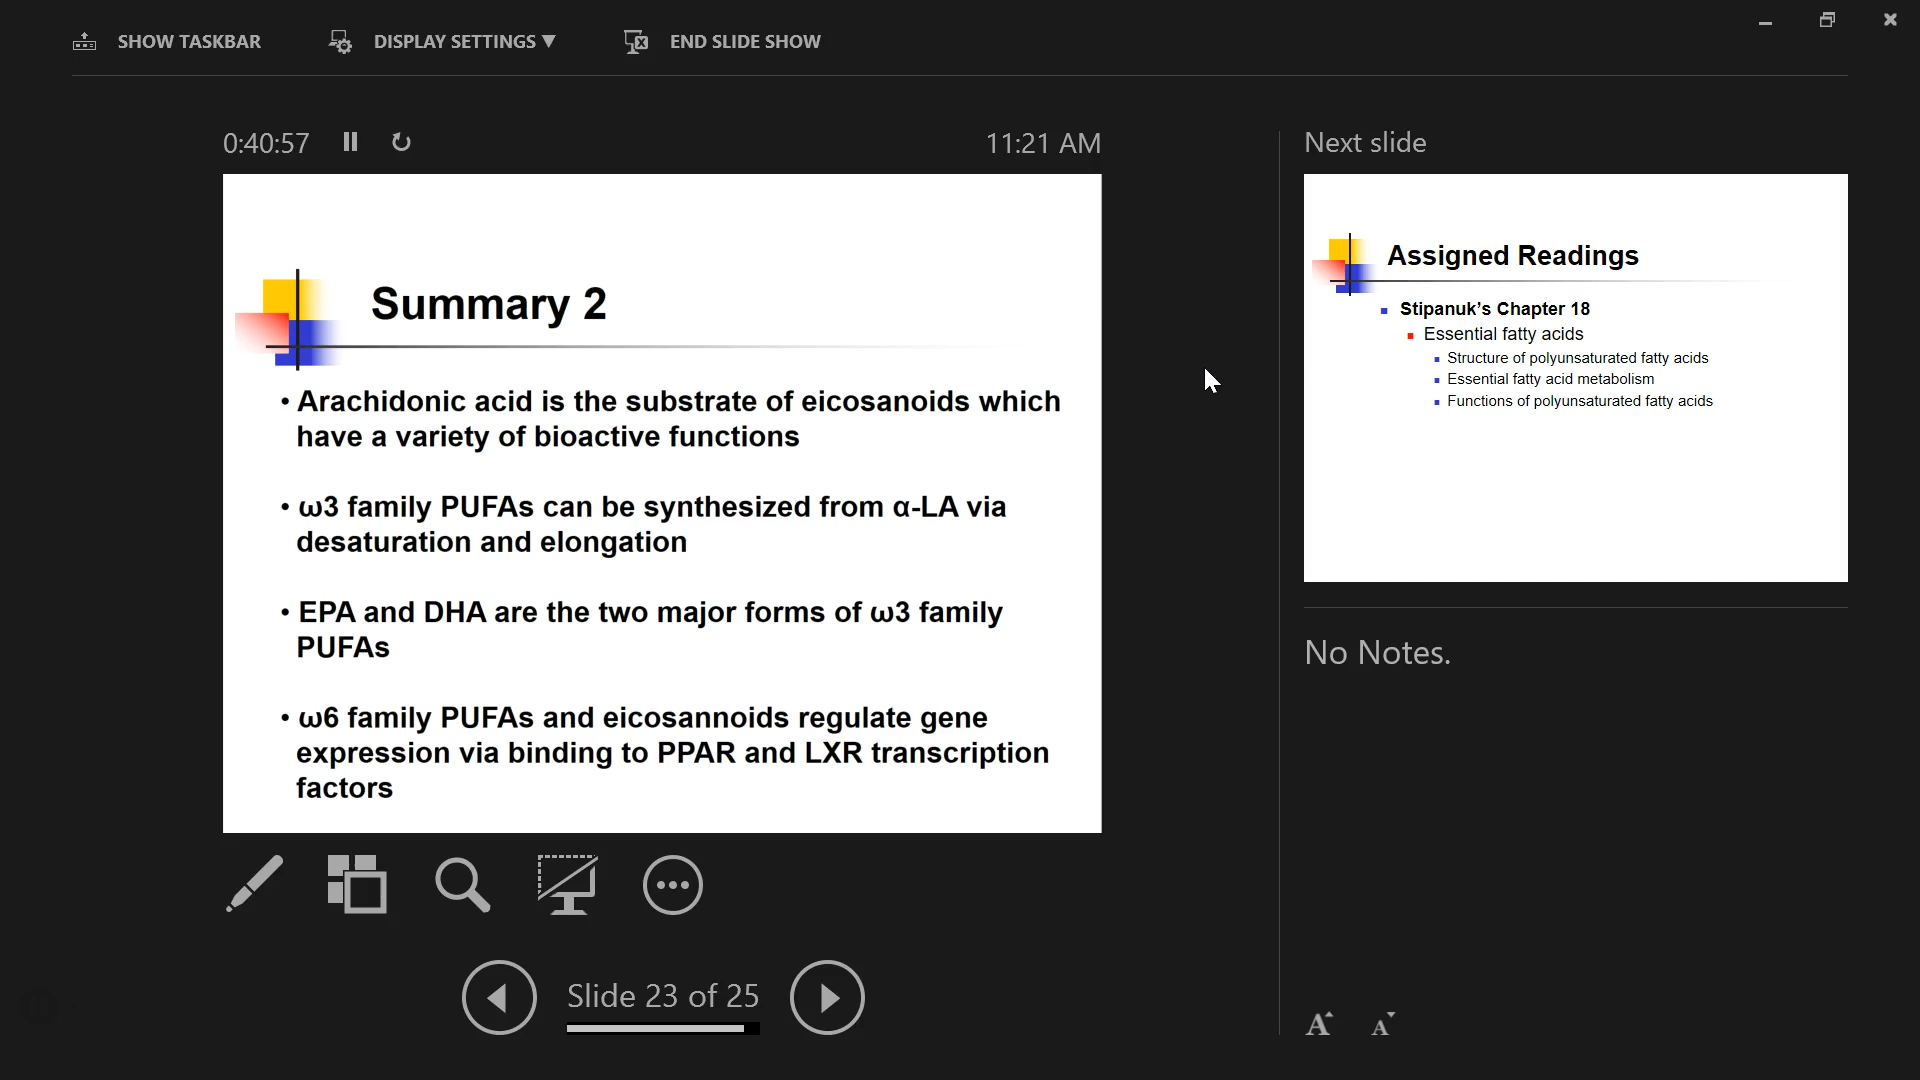 SHOW TASKBAR
DISPLAY SETTINGS ▼
END SLIDE SHOW
0:40:57
11:21 AM
Summary 2
• Arachidonic acid is the substrate of eicosanoids which
have a variety of bioactive functions
• ω3 family PUFAs can be synthesized from α-LA via
desaturation and elongation
• EPA and DHA are the two major forms of ω3 family
PUFAs
• ω6 family PUFAs and eicosannoids regulate gene
expression via binding to PPAR and LXR transcription
factors
Slide 23 of 25
Next slide
Assigned Readings
Stipanuk’s Chapter 18
Essential fatty acids
Structure of polyunsaturated fatty acids
Essential fatty acid metabolism
Functions of polyunsaturated fatty acids
No Notes.
A A